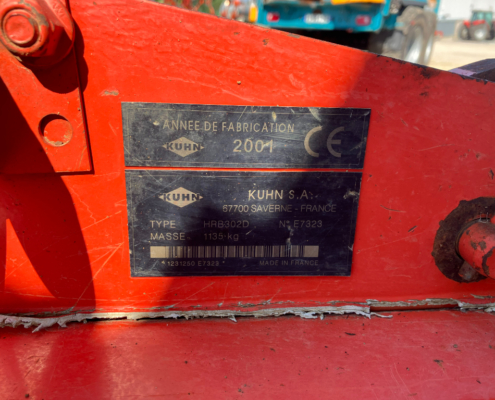 ANNEE DE FABRICATION
KUHN 2001 CE
KUHN KUHN S.A.
67700 SAVERNE - FRANCE
TYPE HRB302D N° E7323
MASSE 1135 kg
MADE IN FRANCE